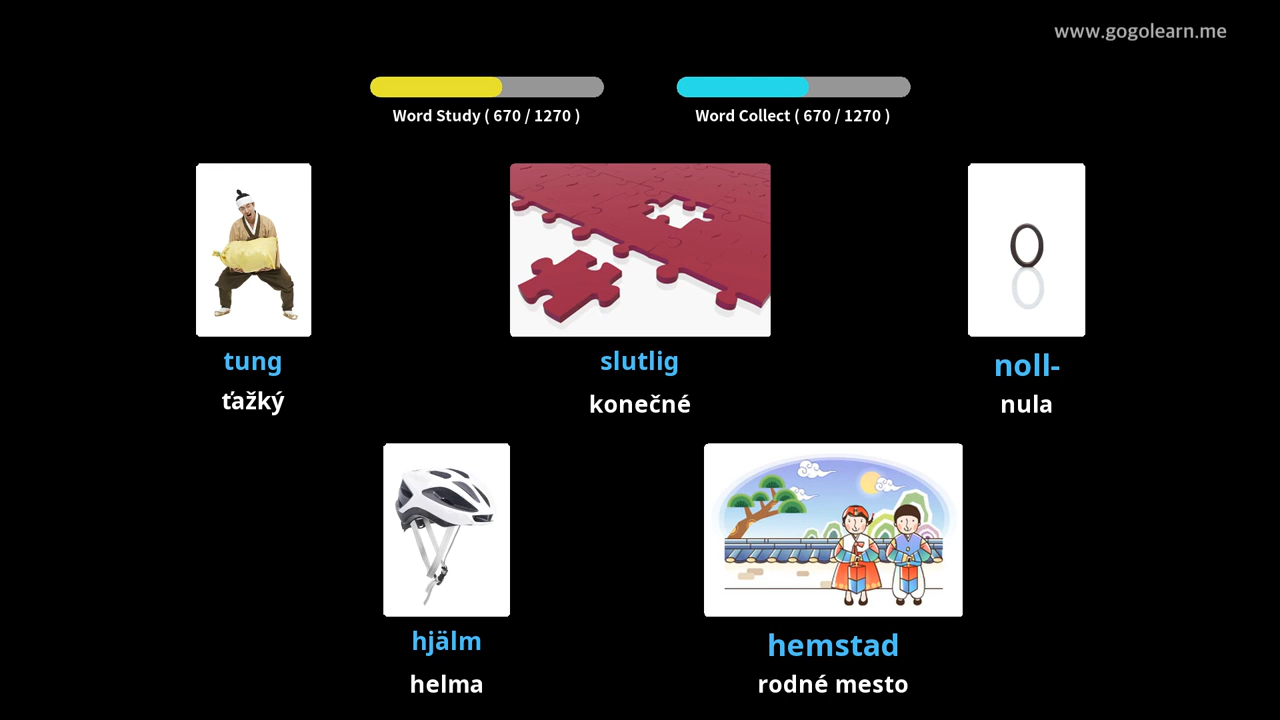 www.gogolearn.me
Word Study ( 670 / 1270 )
Word Collect ( 670 / 1270 )
tung
ťažký
slutlig
konečné
noll-
nula
hjälm
helma
hemstad
rodné mesto